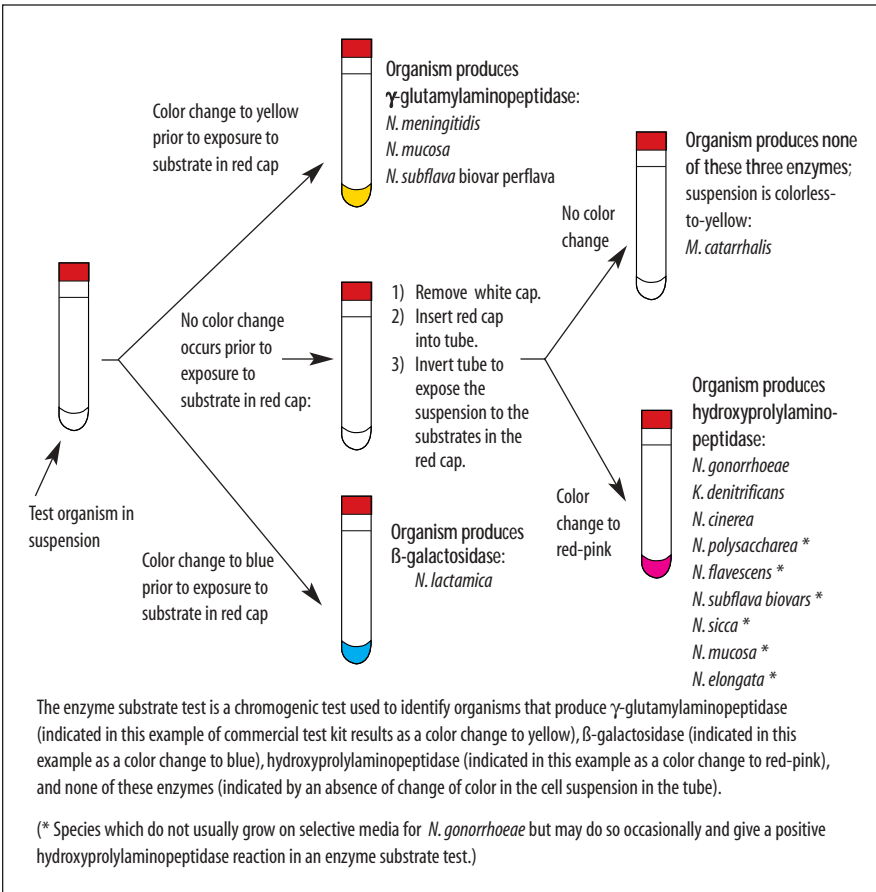 Color change to yellow
prior to exposure to
substrate in red cap
Organism produces
γ-glutamylaminopeptidase:
N. meningitidis
N. mucosa
N. subflava biovar perflava
Organism produces none
of these three enzymes;
suspension is colorless-
to-yellow:
M. catarrhalis
No color
change
No color change
occurs prior to
exposure to
substrate in red cap:
1) Remove white cap.
2) Insert red cap
into tube.
3) Invert tube to
expose the
suspension to the
substrates in the
red cap.
Organism produces
hydroxyprolylamino-
peptidase:
N. gonorrhoeae
K. denitrificans
N. cinerea
N. polysaccharea *
N. flavescens *
N. subflava biovars *
N. sicca *
N. mucosa *
N. elongata *
Color
change to
red-pink
Test organism in
suspension
Color change to blue
prior to exposure to
substrate in red cap
Organism produces
ß-galactosidase:
N. lactamica
The enzyme substrate test is a chromogenic test used to identify organisms that produce γ-glutamylaminopeptidase
(indicated in this example of commercial test kit results as a color change to yellow), ß-galactosidase (indicated in this
example as a color change to blue), hydroxyprolylaminopeptidase (indicated in this example as a color change to red-pink),
and none of these enzymes (indicated by an absence of change of color in the cell suspension in the tube).
(* Species which do not usually grow on selective media for N. gonorrhoeae but may do so occasionally and give a positive
hydroxyprolylaminopeptidase reaction in an enzyme substrate test.)